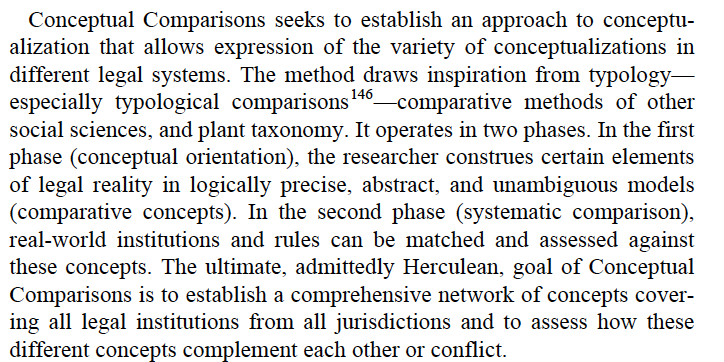 Conceptual Comparisons seeks to establish an approach to conceptu-
alization that allows expression of the variety of conceptualizations in
different legal systems. The method draws inspiration from typology—
especially typological comparisons146—comparative methods of other
social sciences, and plant taxonomy. It operates in two phases. In the first
phase (conceptual orientation), the researcher construes certain elements
of legal reality in logically precise, abstract, and unambiguous models
(comparative concepts). In the second phase (systematic comparison),
real-world institutions and rules can be matched and assessed against
these concepts. The ultimate, admittedly Herculean, goal of Conceptual
Comparisons is to establish a comprehensive network of concepts cover-
ing all legal institutions from all jurisdictions and to assess how these
different concepts complement each other or conflict.